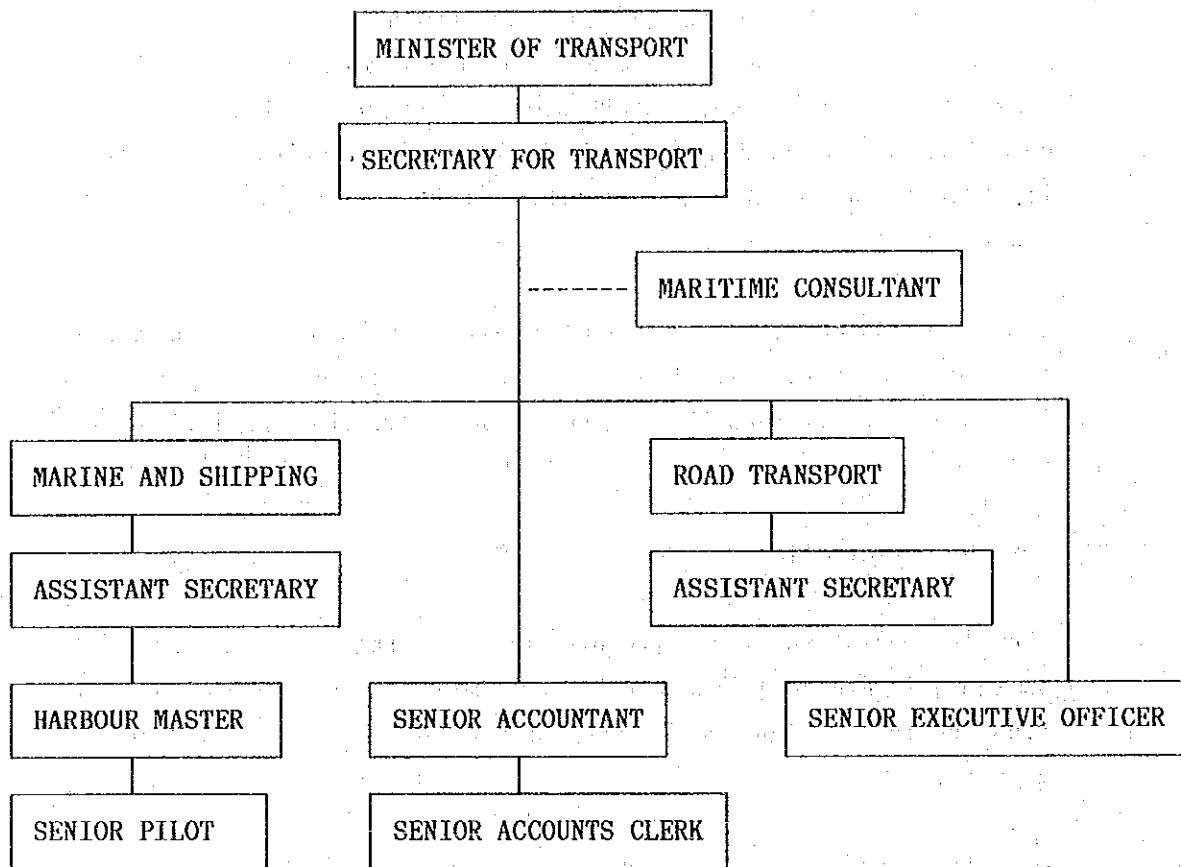 MINISTER OF TRANSPORT
SECRETARY FOR TRANSPORT
MARITIME CONSULTANT
MARINE AND SHIPPING
ROAD TRANSPORT
ASSISTANT SECRETARY
ASSISTANT SECRETARY
HARBOUR MASTER
SENIOR ACCOUNTANT
SENIOR EXECUTIVE OFFICER
SENIOR PILOT
SENIOR ACCOUNTS CLERK